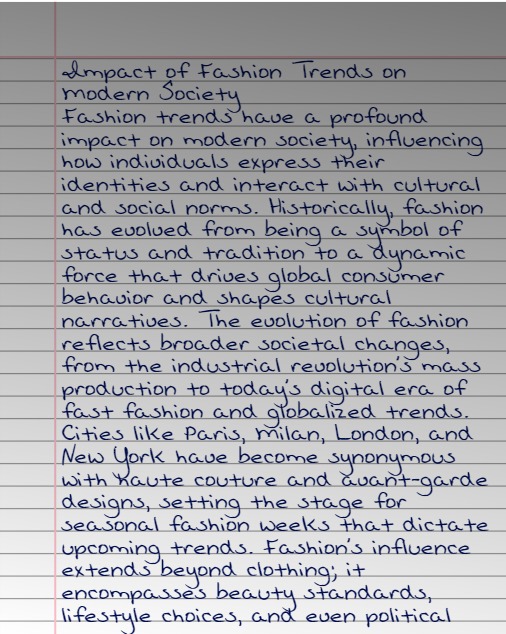 Impact of Fashion Trends on
Modern Society
Fashion trends have a profound
impact on modern society, influencing
how individuals express their
identities and interact with cultural
and social norms. Historically, fashion
has evolved from being a symbol of
status and tradition to a dynamic
force that drives global consumer
behavior and shapes cultural
narratives. The evolution of fashion
reflects broader societal changes,
from the industrial revolution's mass
production to today's digital era of
fast fashion and globalized trends.
Cities like Paris, Milan, London, and
New York have become synonymous
with haute couture and avant-garde
designs, setting the stage for
seasonal fashion weeks that dictate
upcoming trends. Fashion's influence
extends beyond clothing; it
encompasses beauty standards,
lifestyle choices, and even political